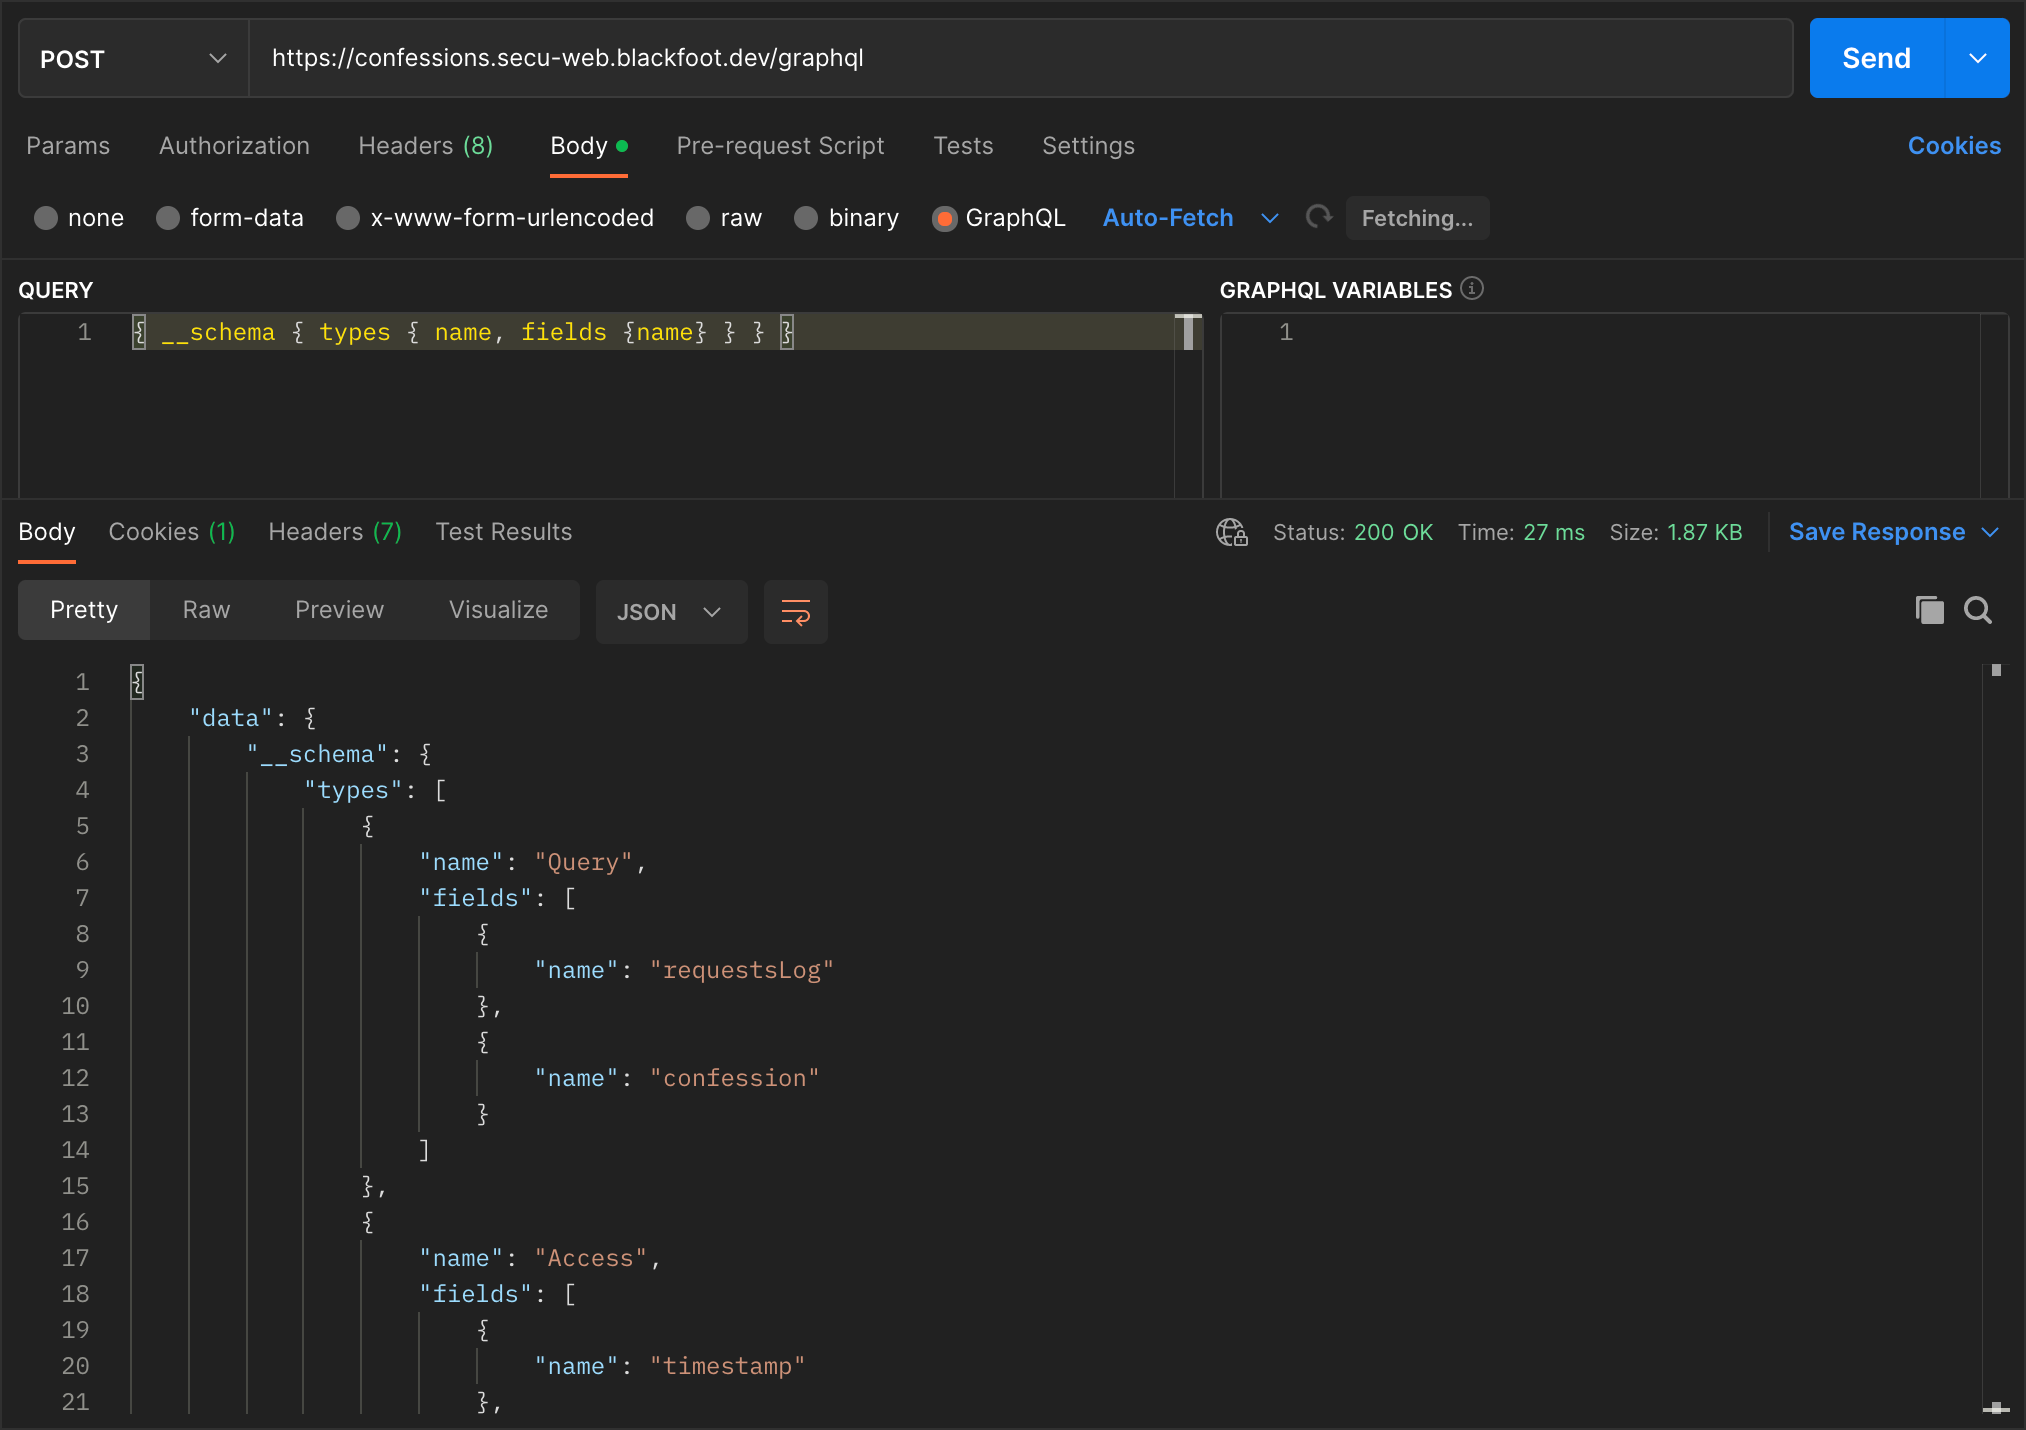 POST https://confessions.secu-web.blackfoot.dev/graphql Send
Params Authorization Headers (8) Body Pre-request Script Tests Settings Cookies
none form-data x-www-form-urlencoded raw binary GraphQL Auto-Fetch Fetching...
QUERY GRAPHQL VARIABLES
1 { __schema { types { name, fields {name} } } } 1
Body Cookies (1) Headers (7) Test Results Status: 200 OK Time: 27 ms Size: 1.87 KB Save Response
Pretty Raw Preview Visualize JSON
1 {
2 "data": {
3 "__schema": {
4 "types": [
5 {
6 "name": "Query",
7 "fields": [
8 {
9 "name": "requestsLog"
10 },
11 {
12 "name": "confession"
13 }
14 ]
15 },
16 {
17 "name": "Access",
18 "fields": [
19 {
20 "name": "timestamp"
21 },